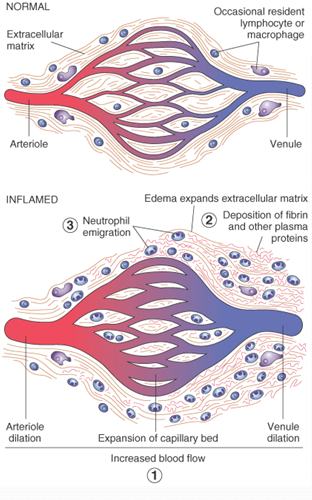 NORMAL
Extracellular
matrix
Occasional resident
lymphocyte or
macrophage
Arteriole
Venule
INFLAMED
Edema expands extracellular matrix
3 Neutrophil
emigration
2 Deposition of fibrin
and other plasma
proteins
Arteriole
dilation
Expansion of capillary bed
Venule
dilation
Increased blood flow
1